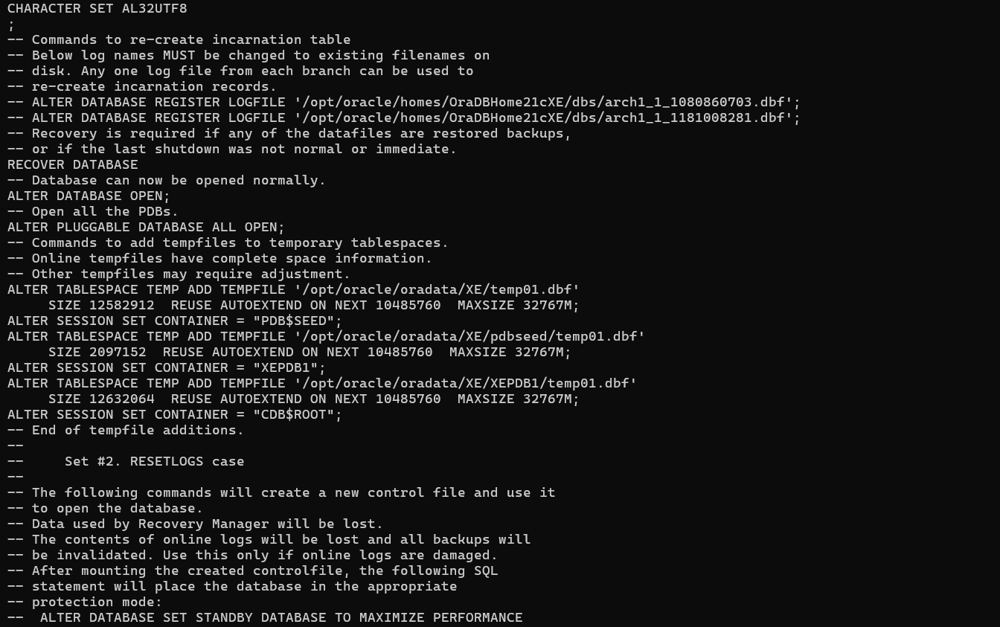 CHARACTER SET AL32UTF8
;
-- Commands to re-create incarnation table
-- Below log names MUST be changed to existing filenames on
-- disk. Any one log file from each branch can be used to
-- re-create incarnation records.
-- ALTER DATABASE REGISTER LOGFILE '/opt/oracle/homes/OraDBHome21cXE/dbs/arch1_1_1080860703.dbf';
-- ALTER DATABASE REGISTER LOGFILE '/opt/oracle/homes/OraDBHome21cXE/dbs/arch1_1_1181008281.dbf';
-- Recovery is required if any of the datafiles are restored backups,
-- or if the last shutdown was not normal or immediate.
RECOVER DATABASE
-- Database can now be opened normally.
ALTER DATABASE OPEN;
-- Open all the PDBs.
ALTER PLUGGABLE DATABASE ALL OPEN;
-- Commands to add tempfiles to temporary tablespaces.
-- Online tempfiles have complete space information.
-- Other tempfiles may require adjustment.
ALTER TABLESPACE TEMP ADD TEMPFILE '/opt/oracle/oradata/XE/temp01.dbf'
     SIZE 12582912  REUSE AUTOEXTEND ON NEXT 10485760  MAXSIZE 32767M;
ALTER SESSION SET CONTAINER = "PDB$SEED";
ALTER TABLESPACE TEMP ADD TEMPFILE '/opt/oracle/oradata/XE/pdbseed/temp01.dbf'
     SIZE 2097152  REUSE AUTOEXTEND ON NEXT 10485760  MAXSIZE 32767M;
ALTER SESSION SET CONTAINER = "XEPDB1";
ALTER TABLESPACE TEMP ADD TEMPFILE '/opt/oracle/oradata/XE/XEPDB1/temp01.dbf'
     SIZE 12632064  REUSE AUTOEXTEND ON NEXT 10485760  MAXSIZE 32767M;
ALTER SESSION SET CONTAINER = "CDB$ROOT";
-- End of tempfile additions.
--
--     Set #2. RESETLOGS case
--
-- The following commands will create a new control file and use it
-- to open the database.
-- Data used by Recovery Manager will be lost.
-- The contents of online logs will be lost and all backups will
-- be invalidated. Use this only if online logs are damaged.
-- After mounting the created controlfile, the following SQL
-- statement will place the database in the appropriate
-- protection mode:
--  ALTER DATABASE SET STANDBY DATABASE TO MAXIMIZE PERFORMANCE